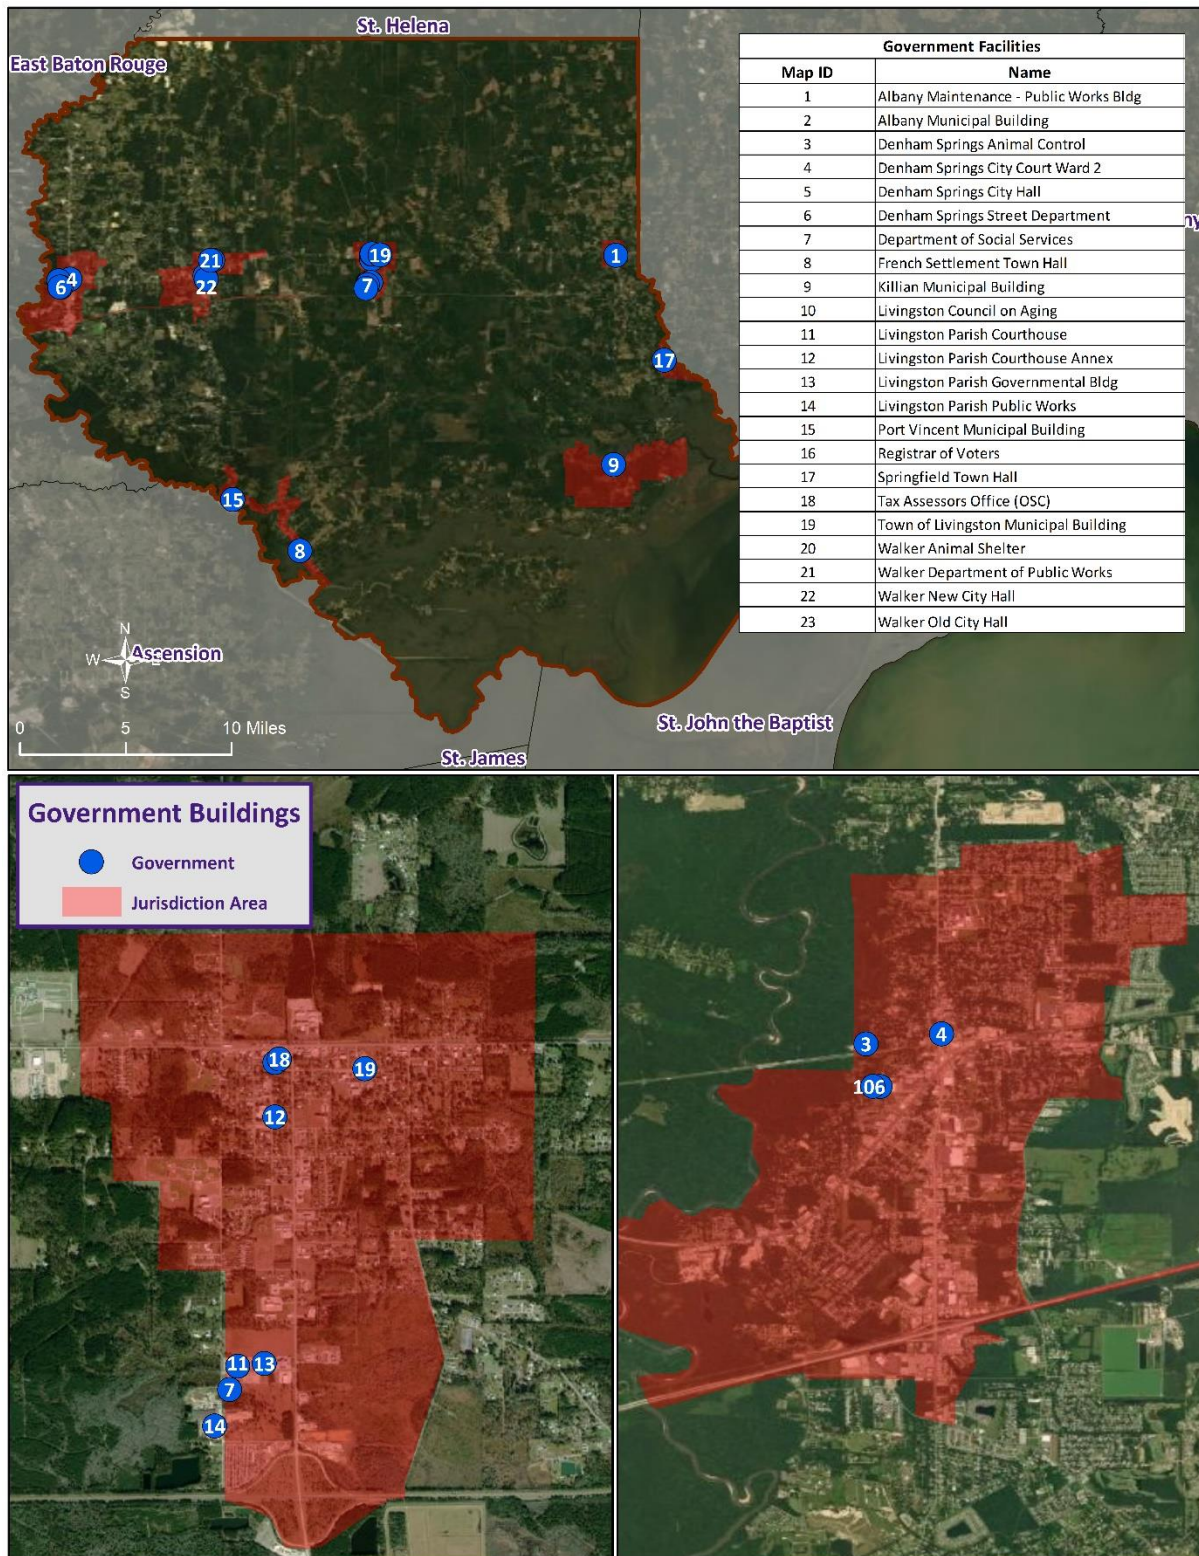 St. Helena
East Baton Rouge
Government Facilities
Map ID Name
1 Albany Maintenance - Public Works Bldg
2 Albany Municipal Building
3 Denham Springs Animal Control
4 Denham Springs City Court Ward 2
5 Denham Springs City Hall
6 Denham Springs Street Department
7 Department of Social Services
8 French Settlement Town Hall
9 Killian Municipal Building
10 Livingston Council on Aging
11 Livingston Parish Courthouse
12 Livingston Parish Courthouse Annex
13 Livingston Parish Governmental Bldg
14 Livingston Parish Public Works
15 Port Vincent Municipal Building
16 Registrar of Voters
17 Springfield Town Hall
18 Tax Assessors Office (OSC)
19 Town of Livingston Municipal Building
20 Walker Animal Shelter
21 Walker Department of Public Works
22 Walker New City Hall
23 Walker Old City Hall
21 19 1
4 6 22 7
17
9
15
8
N
W E
S
Ascension
0 5 10 Miles
St. John the Baptist
St. James
Government Buildings
Government
Jurisdiction Area
18 19
12
11 13
7
14
3 4
106